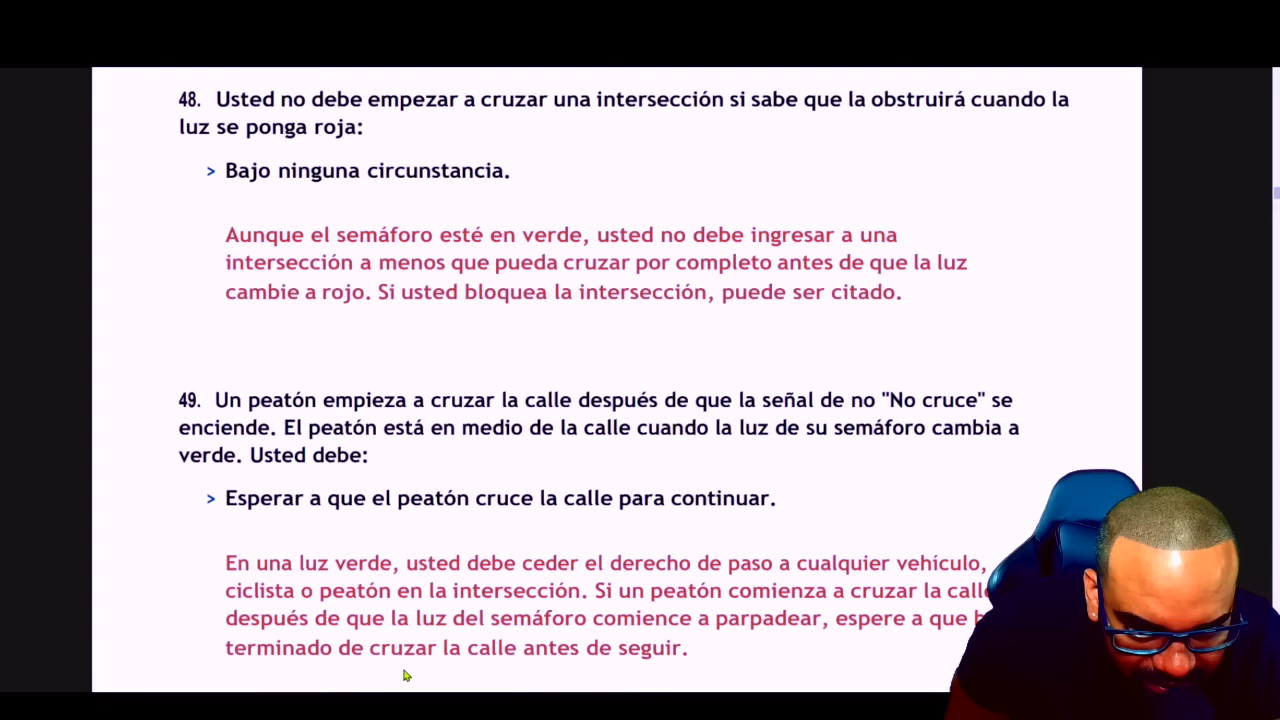 48. Usted no debe empezar a cruzar una intersección si sabe que la obstruirá cuando la
luz se ponga roja:
> Bajo ninguna circunstancia.
Aunque el semáforo esté en verde, usted no debe ingresar a una
intersección a menos que pueda cruzar por completo antes de que la luz
cambie a rojo. Si usted bloquea la intersección, puede ser citado.
49. Un peatón empieza a cruzar la calle después de que la señal de no "No cruce" se
enciende. El peatón está en medio de la calle cuando la luz de su semáforo cambia a
verde. Usted debe:
> Esperar a que el peatón cruce la calle para continuar.
En una luz verde, usted debe ceder el derecho de paso a cualquier vehículo,
ciclista o peatón en la intersección. Si un peatón comienza a cruzar la
después de que la luz del semáforo comience a parpadear, espere a que
terminado de cruzar la calle antes de seguir.